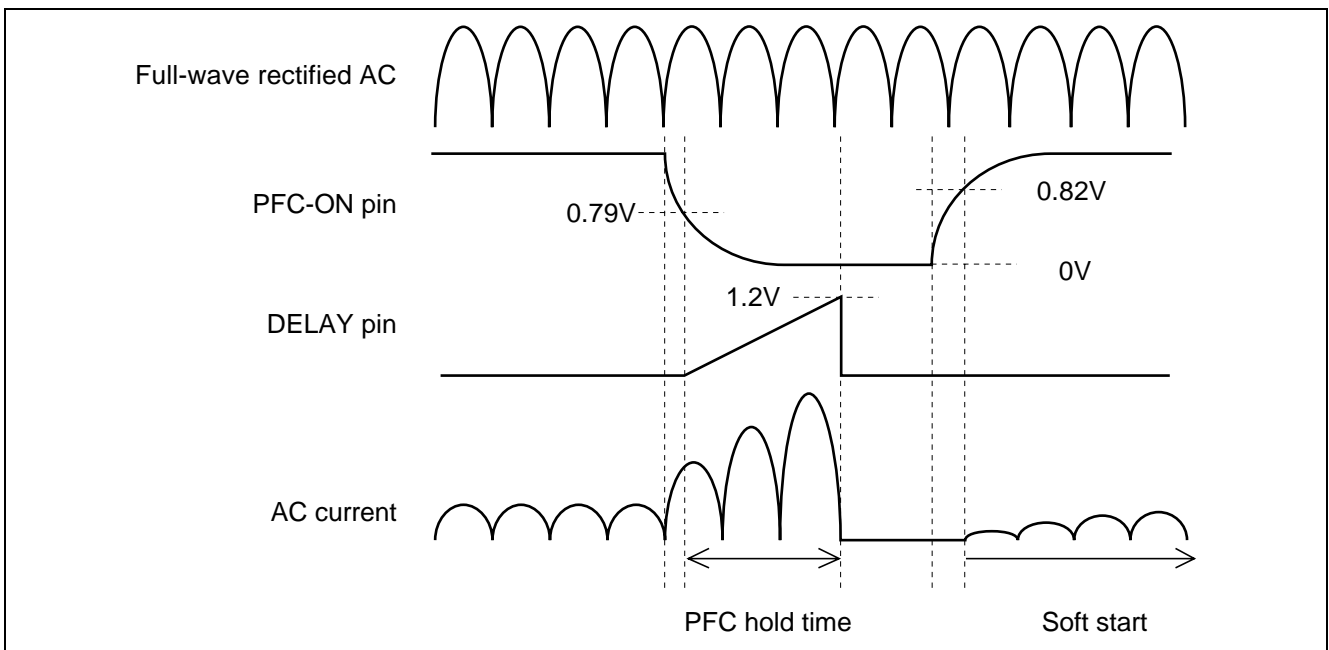 Full-wave rectified AC
PFC-ON pin
0.79V
0.82V
0V
1.2V
DELAY pin
AC current
PFC hold time
Soft start